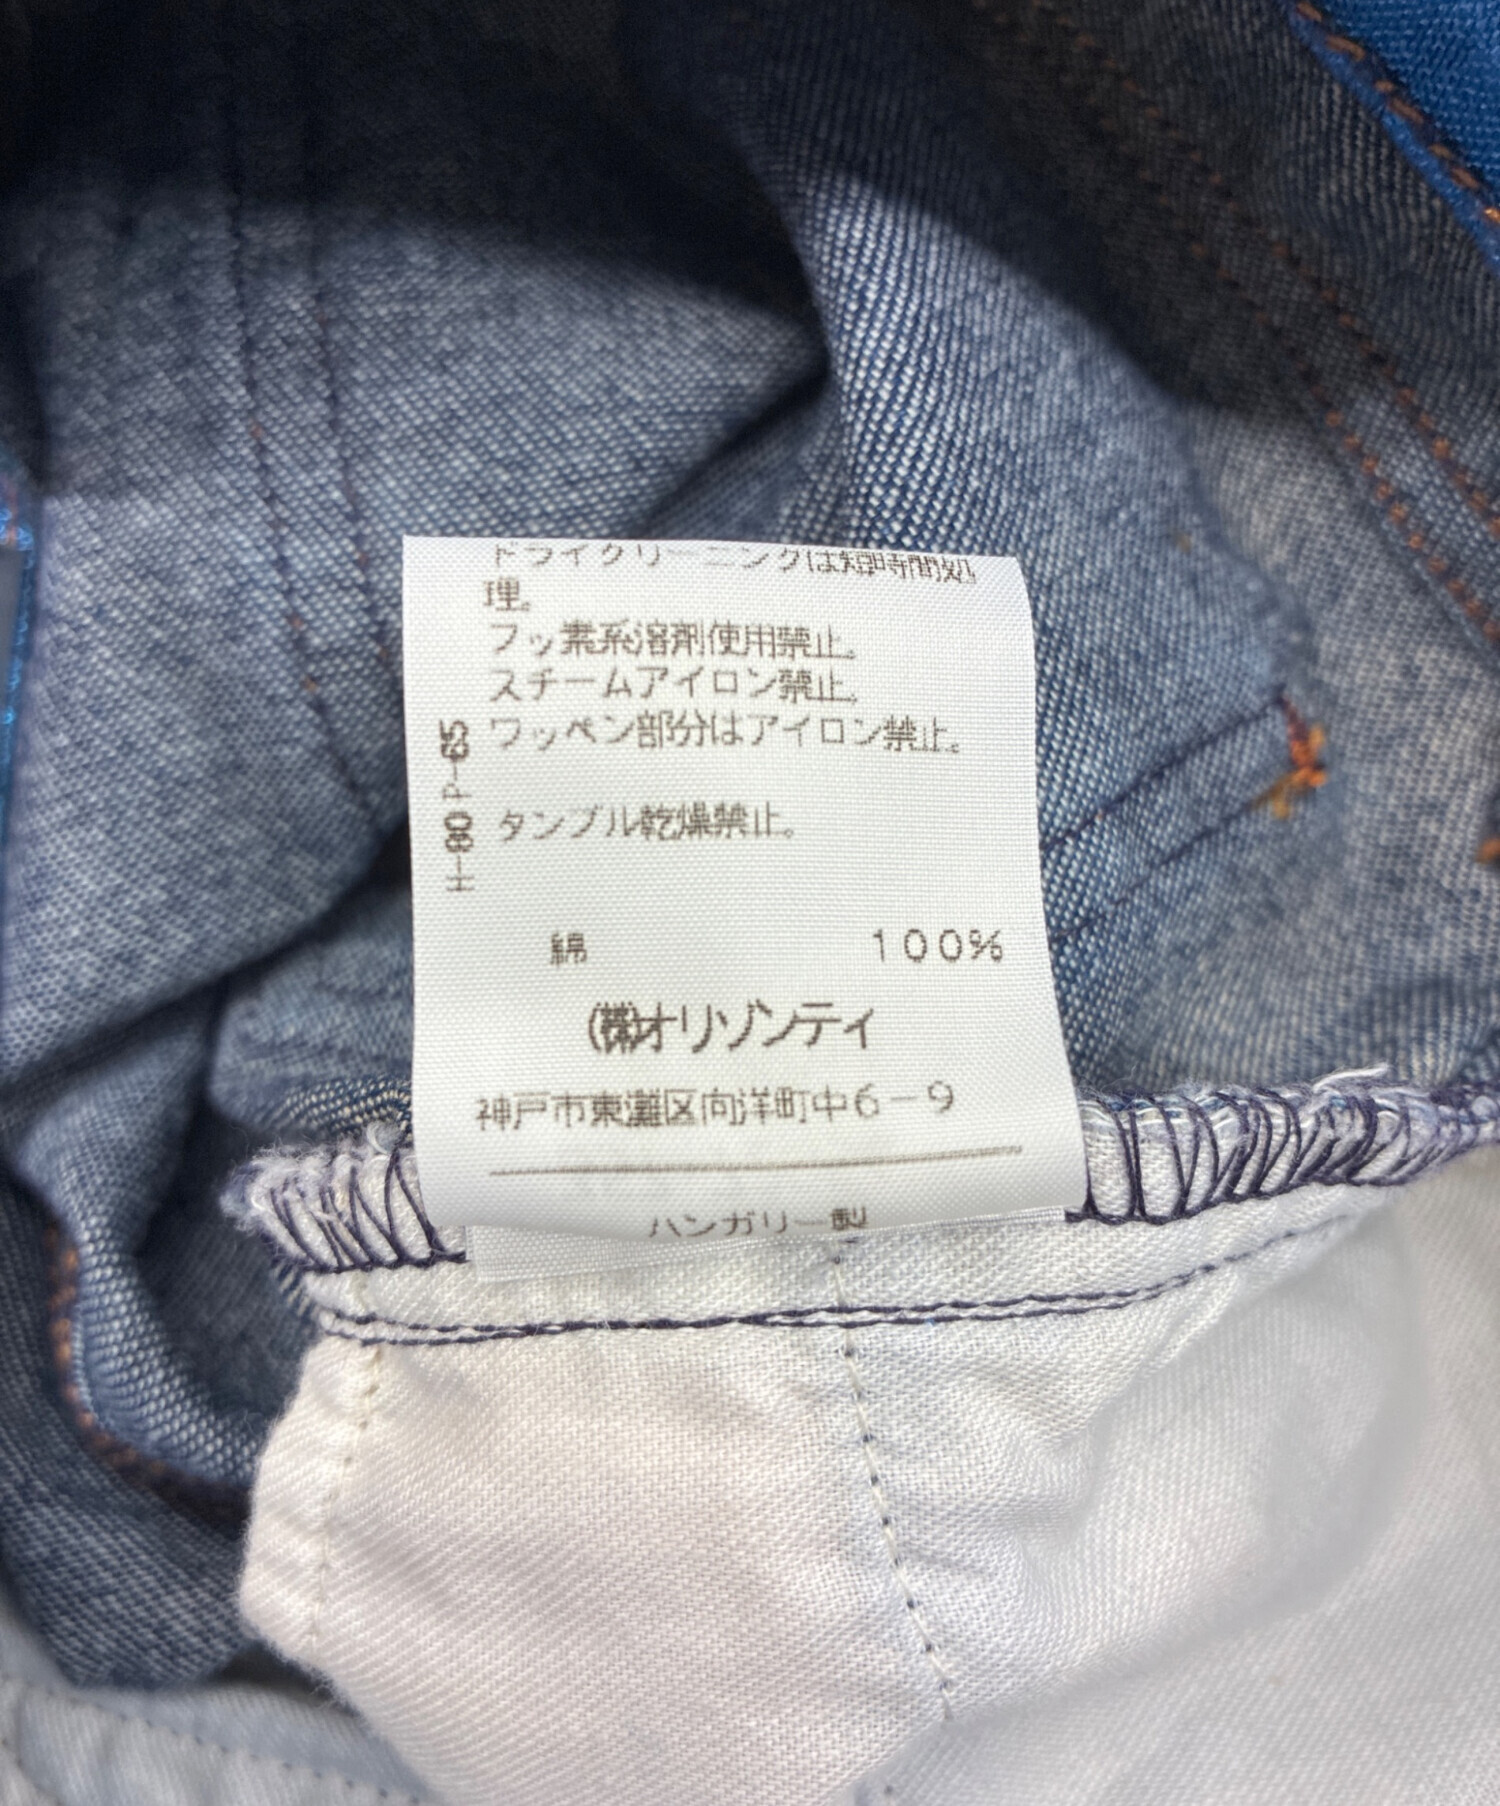 ドライクリーニングは短時間処
理。
フッ素系溶剤使用禁止。
スチームアイロン禁止。
ワッペン部分はアイロン禁止。
タンブル乾燥禁止。
H-90 P-65
綿 100%
(株)オリゾンティ
神戸市東灘区向洋町中6-9
ハンガリー製